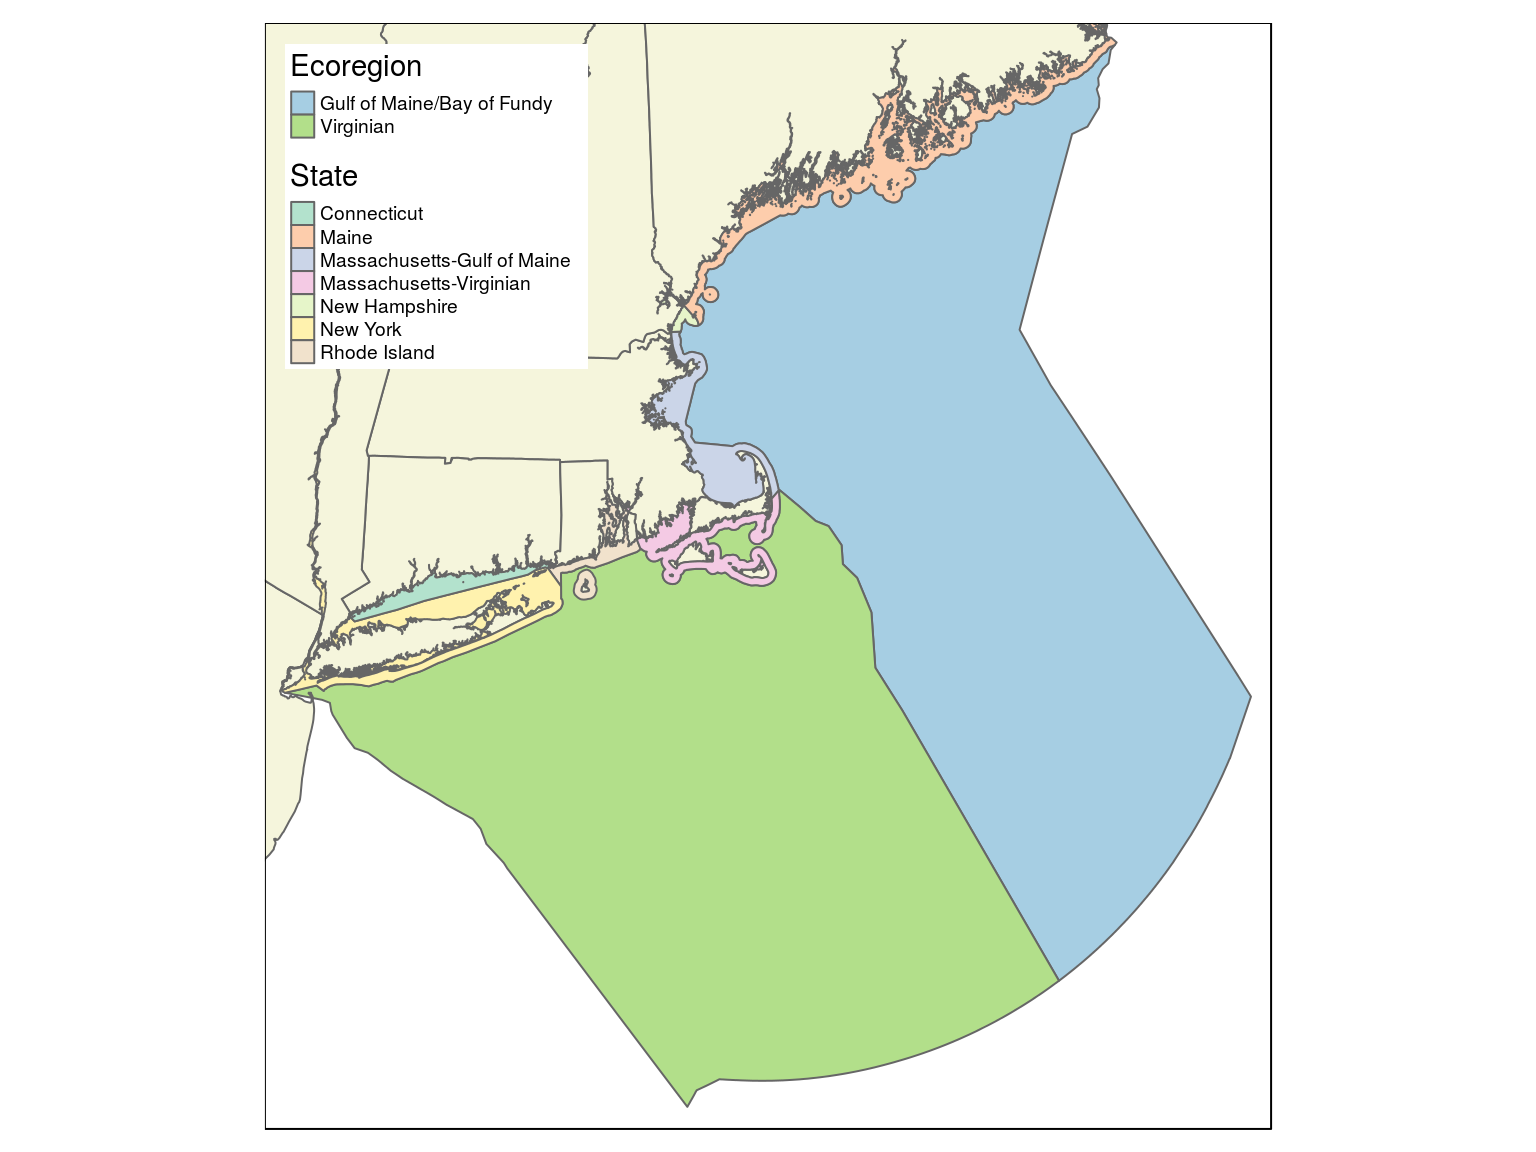 Ecoregion
Gulf of Maine/Bay of Fundy
Virginian
State
Connecticut
Maine
Massachusetts-Gulf of Maine
Massachusetts-Virginian
New Hampshire
New York
Rhode Island